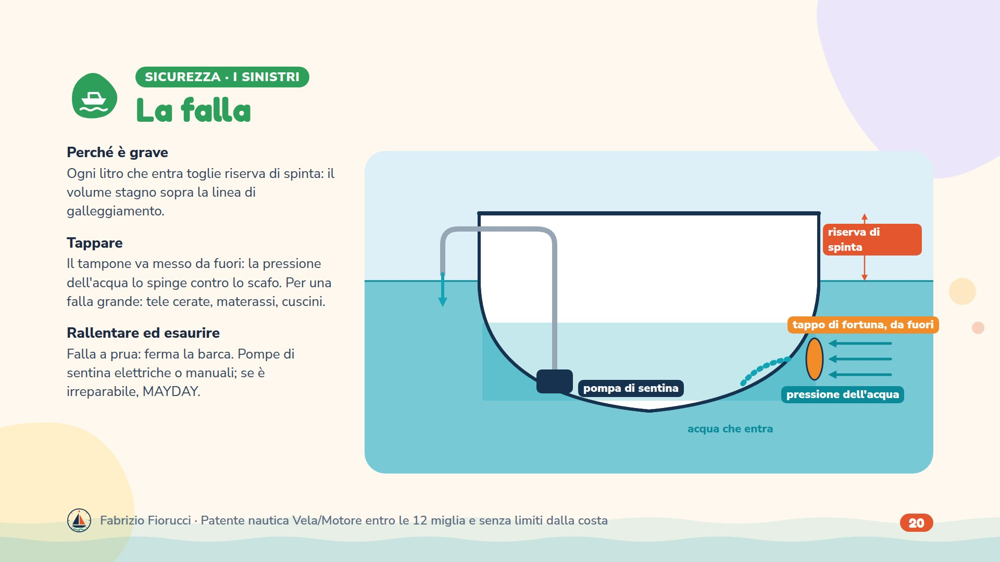 SICUREZZA · I SINISTRI
La falla
Perché è grave
Ogni litro che entra toglie riserva di spinta: il
volume stagno sopra la linea di
galleggiamento.
Tappare
Il tampone va messo da fuori: la pressione
dell'acqua lo spinge contro lo scafo. Per una
falla grande: tele cerate, materassi, cuscini.
Rallentare ed esaurire
Falla a prua: ferma la barca. Pompe di
sentina elettriche o manuali; se è
irreparabile, MAYDAY.
riserva di
spinta
tappo di fortuna, da fuori
pompa di sentina
pressione dell'acqua
acqua che entra
Fabrizio Fiorucci · Patente nautica Vela/Motore entro le 12 miglia e senza limiti dalla costa
20